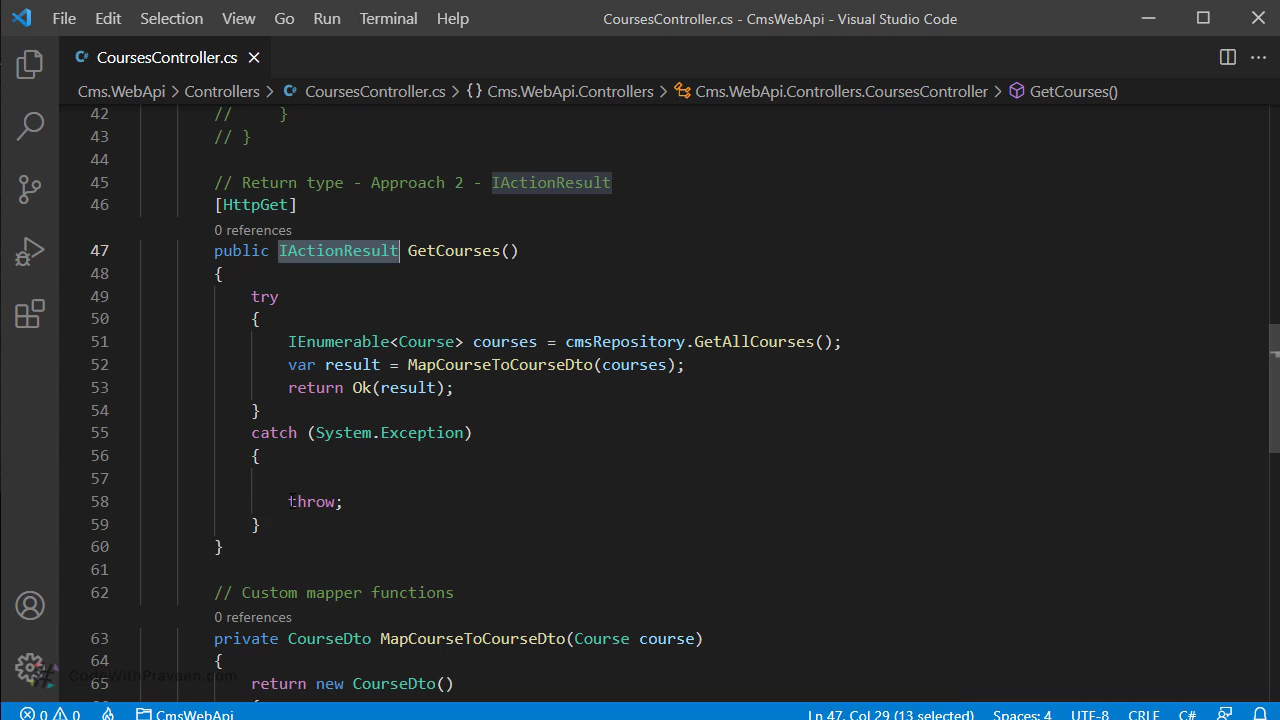 File Edit Selection View Go Run Terminal Help CoursesController.cs - CmsWebApi - Visual Studio Code
C# CoursesController.cs
Cms.WebApi > Controllers > C# CoursesController.cs > {} Cms.WebApi.Controllers > Cms.WebApi.Controllers.CoursesController > GetCourses()
42 //     }
43 // }
44
45 // Return type - Approach 2 - IActionResult
46 [HttpGet]
0 references
47 public IActionResult GetCourses()
48 {
49 try
50 {
51 IEnumerable<Course> courses = cmsRepository.GetAllCourses();
52 var result = MapCourseToCourseDto(courses);
53 return Ok(result);
54 }
55 catch (System.Exception)
56 {
57
58 throw;
59 }
60 }
61
62 // Custom mapper functions
0 references
63 private CourseDto MapCourseToCourseDto(Course course)
64 {
65 return new CourseDto()
# CodeWithPraveen.com
0 0 CmsWebApi Ln 47, Col 29 (13 selected) Spaces: 4 UTF-8 CRLF C#